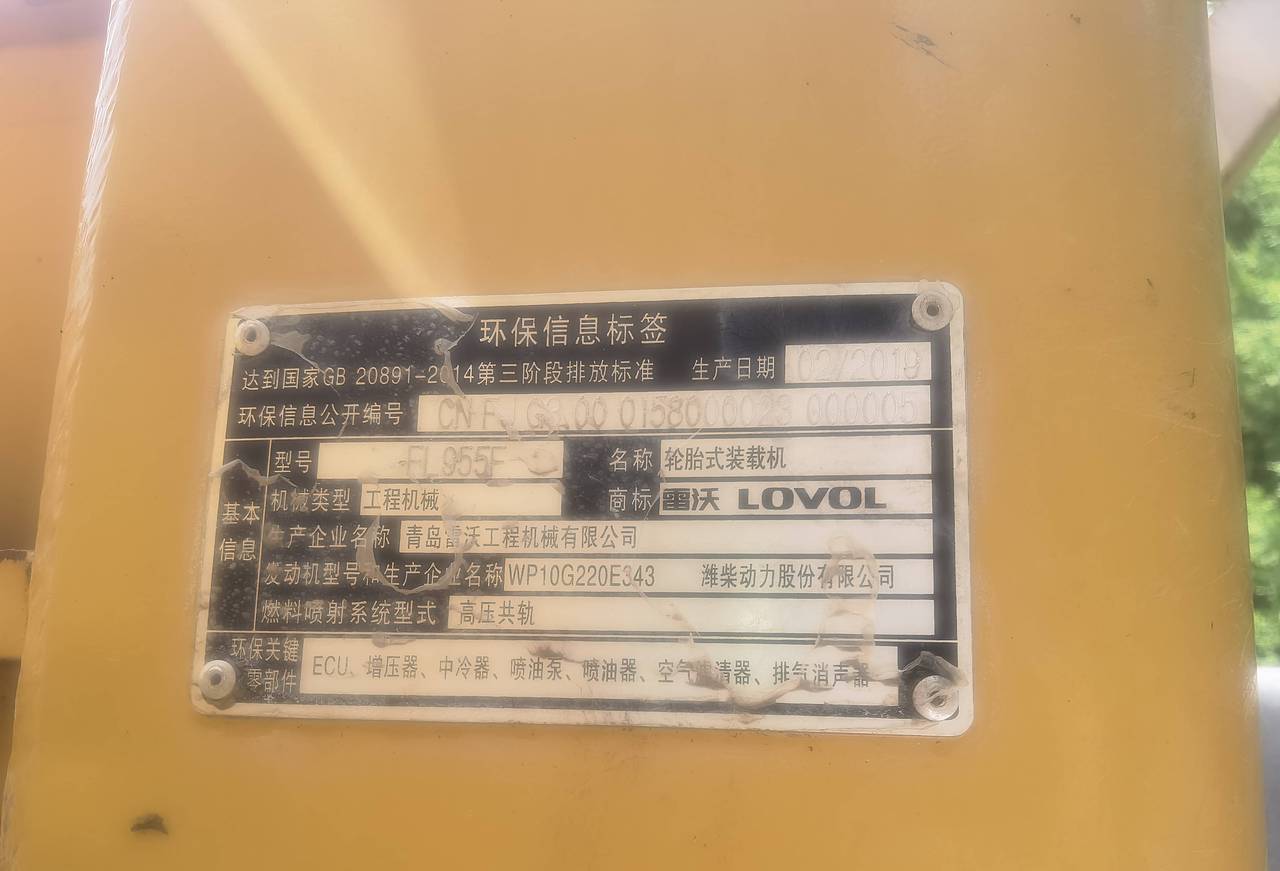 环保信息标签
达到国家GB 20891-2014第三阶段排放标准 生产日期 02/2019
环保信息公开编号 CN FL G3 00 0158000023 000005
基本信息
型号 FL955F 名称 轮胎式装载机
机械类型 工程机械 商标 雷沃 LOVOL
生产企业名称 青岛雷沃工程机械有限公司
发动机型号和生产企业名称 WP10G220E343 潍柴动力股份有限公司
燃料喷射系统型式 高压共轨
环保关键零部件 ECU、增压器、中冷器、喷油泵、喷油器、空气滤清器、排气消声器